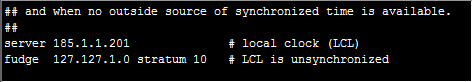 ## and when no outside source of synchronized time is available.
##
server 185.1.1.201 # local clock (LCL)
fudge 127.127.1.0 stratum 10 # LCL is unsynchronized